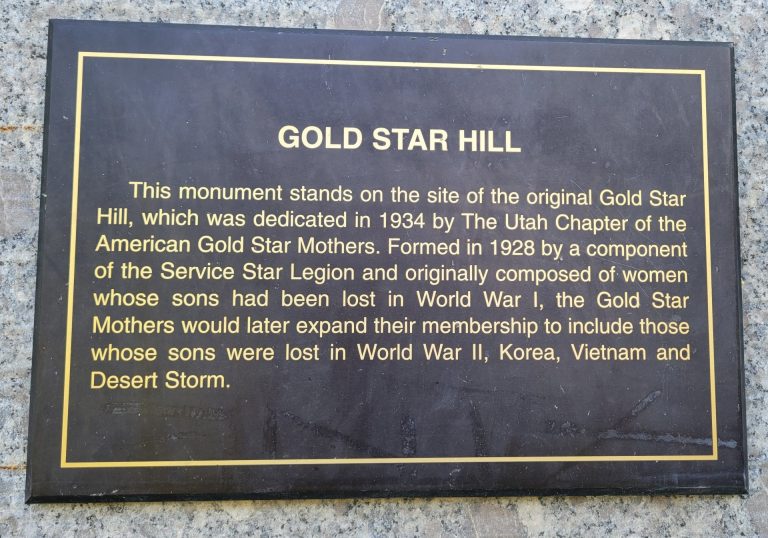 GOLD STAR HILL
This monument stands on the site of the original Gold Star
Hill, which was dedicated in 1934 by The Utah Chapter of the
American Gold Star Mothers. Formed in 1928 by a component
of the Service Star Legion and originally composed of women
whose sons had been lost in World War I, the Gold Star
Mothers would later expand their membership to include those
whose sons were lost in World War II, Korea, Vietnam and
Desert Storm.